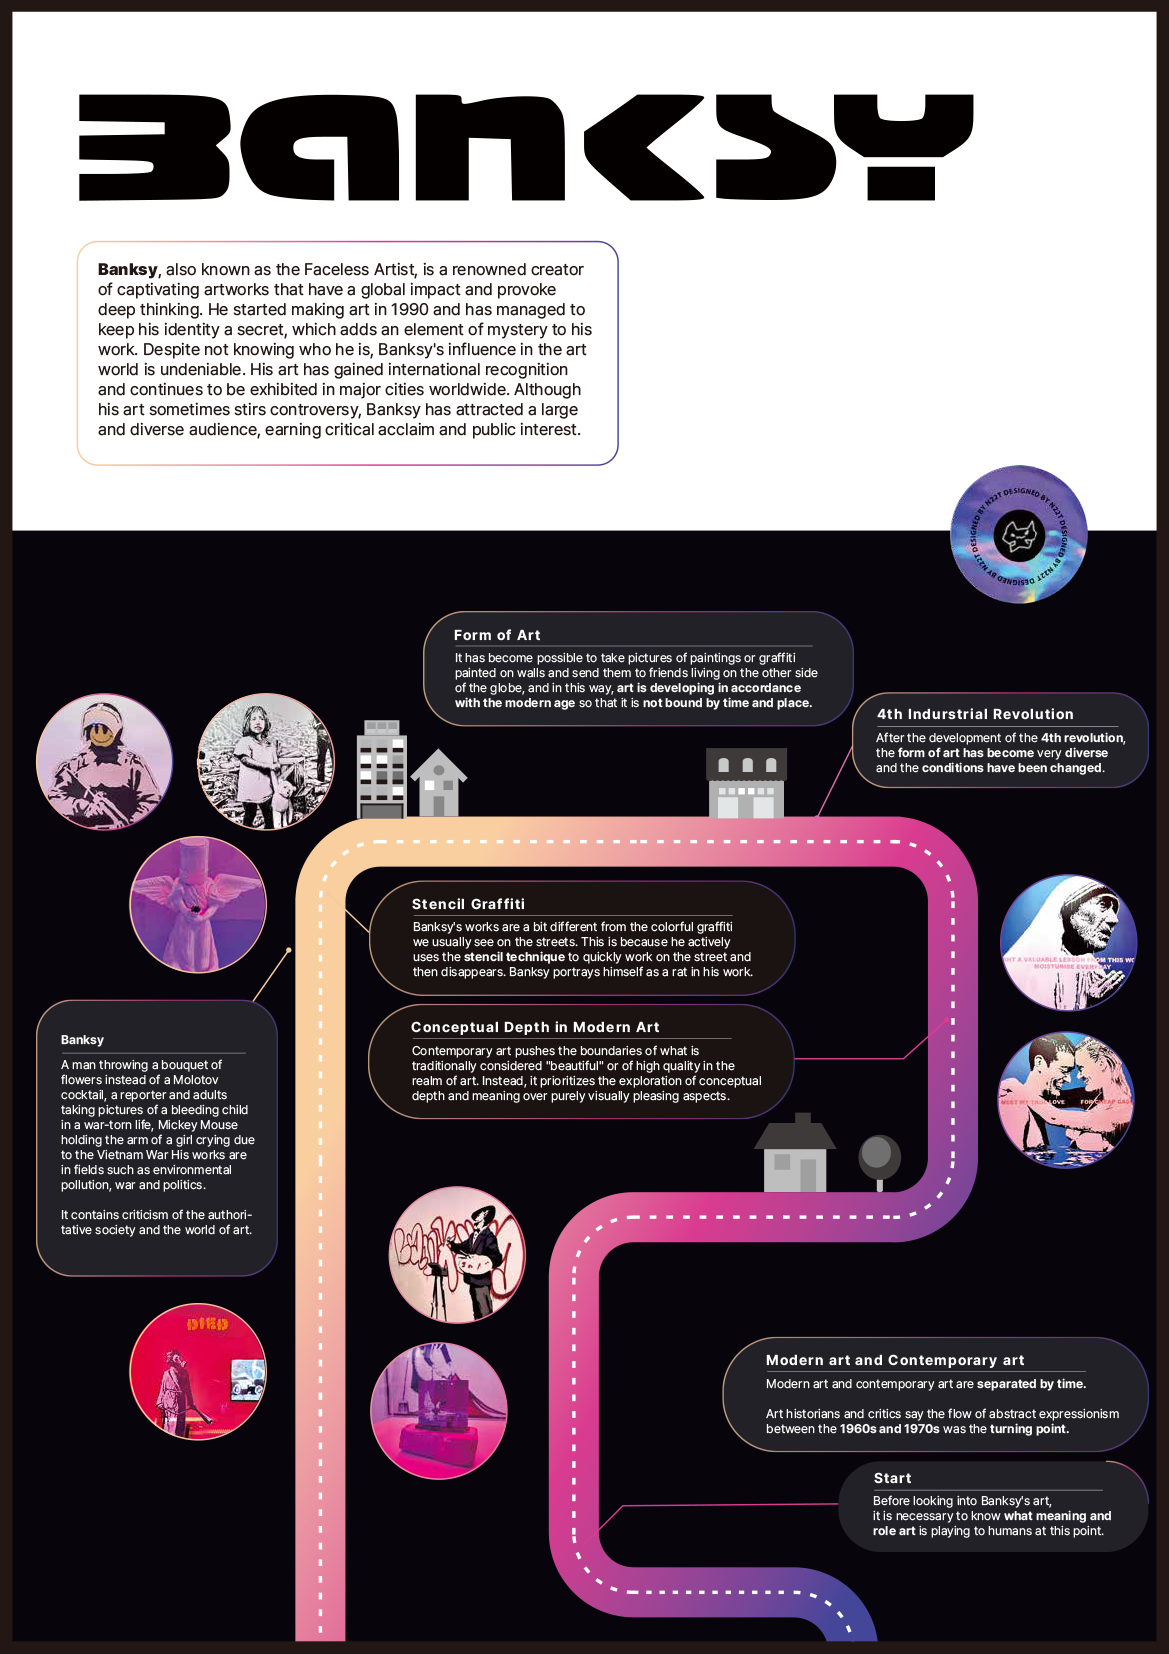 BANKSY
Banksy, also known as the Faceless Artist, is a renowned creator
of captivating artworks that have a global impact and provoke
deep thinking. He started making art in 1990 and has managed to
keep his identity a secret, which adds an element of mystery to his
work. Despite not knowing who he is, Banksy's influence in the art
world is undeniable. His art has gained international recognition
and continues to be exhibited in major cities worldwide. Although
his art sometimes stirs controversy, Banksy has attracted a large
and diverse audience, earning critical acclaim and public interest.
DESIGNED BY N22T DESIGNED BY N22T DESIGNED BY N22T
Form of Art
It has become possible to take pictures of paintings or graffiti
painted on walls and send them to friends living on the other side
of the globe, and in this way, art is developing in accordance
with the modern age so that it is not bound by time and place.
4th Indurstrial Revolution
After the development of the 4th revolution,
the form of art has become very diverse
and the conditions have been changed.
Stencil Graffiti
Banksy's works are a bit different from the colorful graffiti
we usually see on the streets. This is because he actively
uses the stencil technique to quickly work on the street and
then disappears. Banksy portrays himself as a rat in his work.
Conceptual Depth in Modern Art
Contemporary art pushes the boundaries of what is
traditionally considered "beautiful" or of high quality in the
realm of art. Instead, it prioritizes the exploration of conceptual
depth and meaning over purely visually pleasing aspects.
A VALUABLE LESSON FROM THIS
MOISTURISE EVERYDAY
Banksy
A man throwing a bouquet of
flowers instead of a Molotov
cocktail, a reporter and adults
taking pictures of a bleeding child
in a war-torn life, Mickey Mouse
holding the arm of a girl crying due
to the Vietnam War His works are
in fields such as environmental
pollution, war and politics.
It contains criticism of the authori-
tative society and the world of art.
LOVE
DIED
Modern art and Contemporary art
Modern art and contemporary art are separated by time.
Art historians and critics say the flow of abstract expressionism
between the 1960s and 1970s was the turning point.
Start
Before looking into Banksy's art,
it is necessary to know what meaning and
role art is playing to humans at this point.